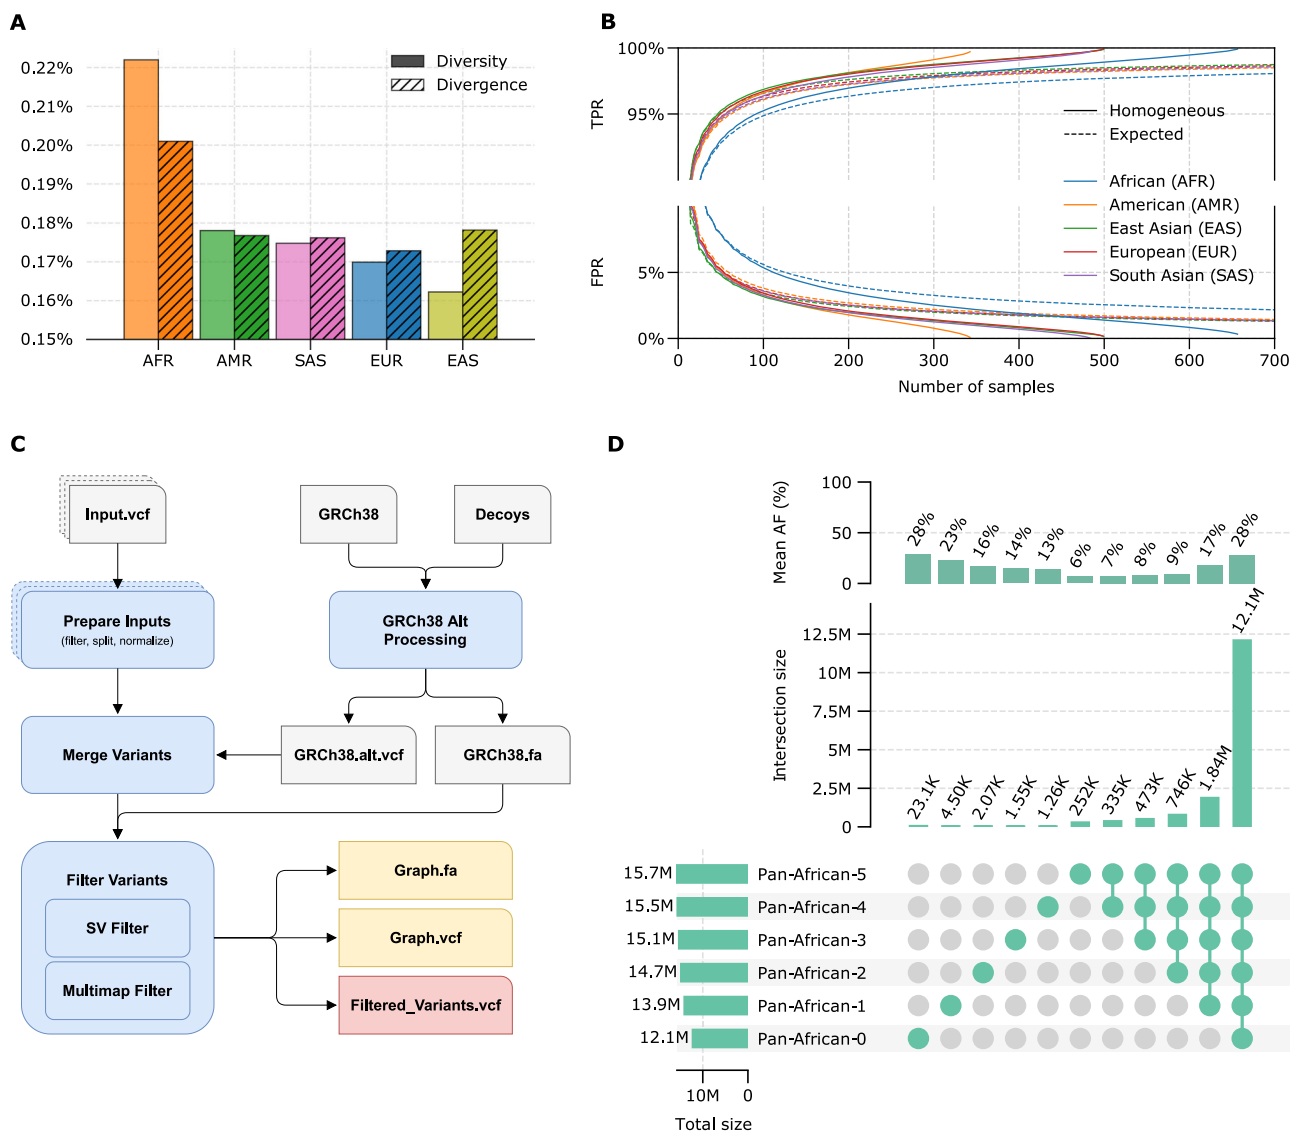 A
0.22%
0.21%
0.20%
0.19%
0.18%
0.17%
0.16%
0.15%
Diversity
Divergence
AFR AMR SAS EUR EAS
B
100%
95%
TPR
5%
0%
FPR
Homogeneous
Expected
African (AFR)
American (AMR)
East Asian (EAS)
European (EUR)
South Asian (SAS)
0 100 200 300 400 500 600 700
Number of samples
C
Input.vcf
GRCh38
Decoys
Prepare Inputs
(filter, split, normalize)
GRCh38 Alt
Processing
Merge Variants
GRCh38.alt.vcf
GRCh38.fa
Filter Variants
SV Filter
Multimap Filter
Graph.fa
Graph.vcf
Filtered_Variants.vcf
D
Mean AF (%)
100
50
0
28% 23% 16% 14% 13% 6% 7% 8% 9% 17% 28%
Intersection size
12.5M
10M
7.5M
5M
2.5M
0
23.1K 4.50K 2.07K 1.55K 1.26K 252K 335K 473K 746K 1.84M 12.1M
15.7M Pan-African-5
15.5M Pan-African-4
15.1M Pan-African-3
14.7M Pan-African-2
13.9M Pan-African-1
12.1M Pan-African-0
10M 0
Total size